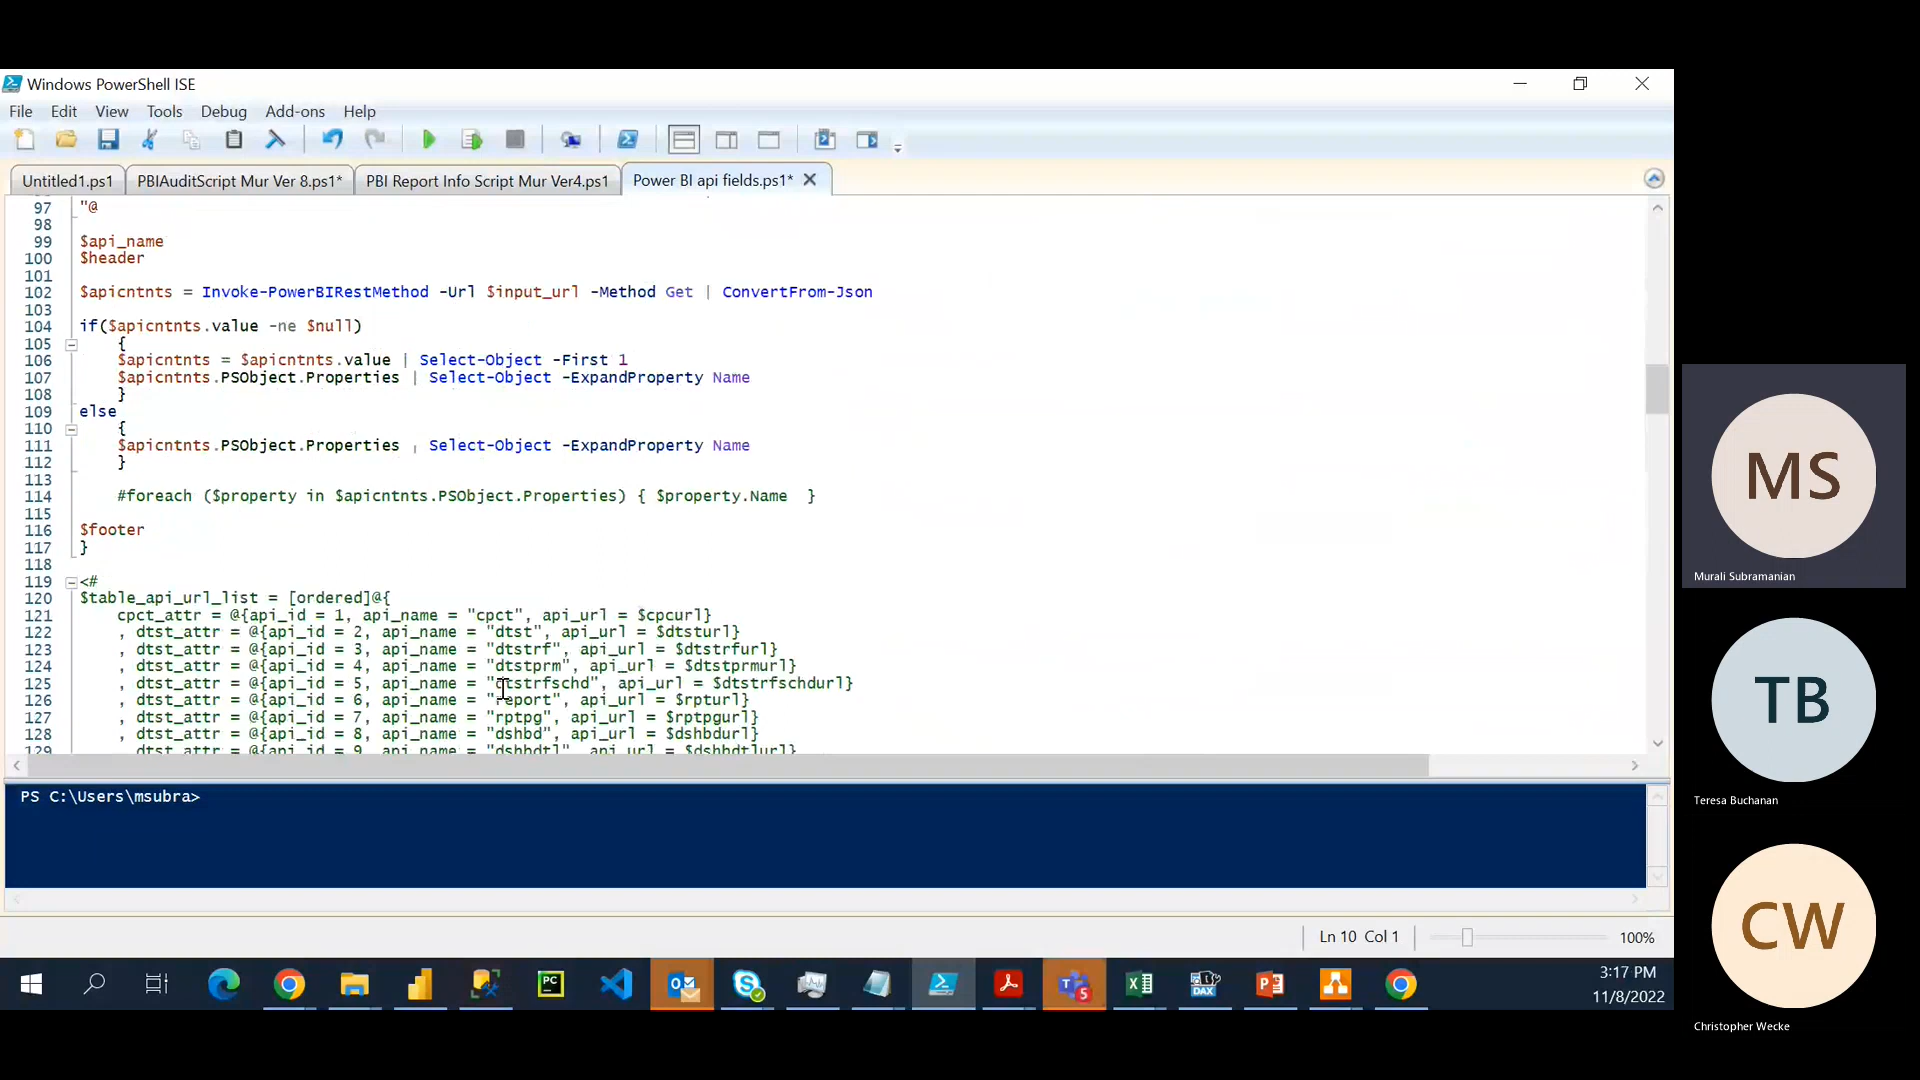 Windows PowerShell ISE
File Edit View Tools Debug Add-ons Help
Untitled1.ps1 PBIAuditScript Mur Ver 8.ps1* PBI Report Info Script Mur Ver4.ps1 Power BI api fields.ps1*
97 "@
98
99 $api_name
100 $header
101
102 $apicntnts = Invoke-PowerBIRestMethod -Url $input_url -Method Get | ConvertFrom-Json
103
104 if($apicntnts.value -ne $null)
105 {
106 $apicntnts = $apicntnts.value | Select-Object -First 1
107 $apicntnts.PSObject.Properties | Select-Object -ExpandProperty Name
108 }
109 else
110 {
111 $apicntnts.PSObject.Properties | Select-Object -ExpandProperty Name
112 }
113
114 #foreach ($property in $apicntnts.PSObject.Properties) { $property.Name }
115
116 $footer
117 }
118
119 <#
120 $table_api_url_list = [ordered]@{
121 cpct_attr = @{api_id = 1, api_name = "cpct", api_url = $cpcurl}
122 , dtst_attr = @{api_id = 2, api_name = "dtst", api_url = $dtsturl}
123 , dtst_attr = @{api_id = 3, api_name = "dtstrf", api_url = $dtstrfurl}
124 , dtst_attr = @{api_id = 4, api_name = "dtstprm", api_url = $dtstprmurl}
125 , dtst_attr = @{api_id = 5, api_name = "dtstrfschd", api_url = $dtstrfschdurl}
126 , dtst_attr = @{api_id = 6, api_name = "report", api_url = $rpturl}
127 , dtst_attr = @{api_id = 7, api_name = "rptpg", api_url = $rptpgurl}
128 , dtst_attr = @{api_id = 8, api_name = "dshbd", api_url = $dshbdurl}
129 , dtst_attr = @{api_id = 9, api_name = "dshbdtl", api_url = $dshbdtlurl}
PS C:\Users\msubra>
Ln 10 Col 1 100%
3:17 PM
11/8/2022
MS
Murali Subramanian
TB
Teresa Buchanan
CW
Christopher Wecke